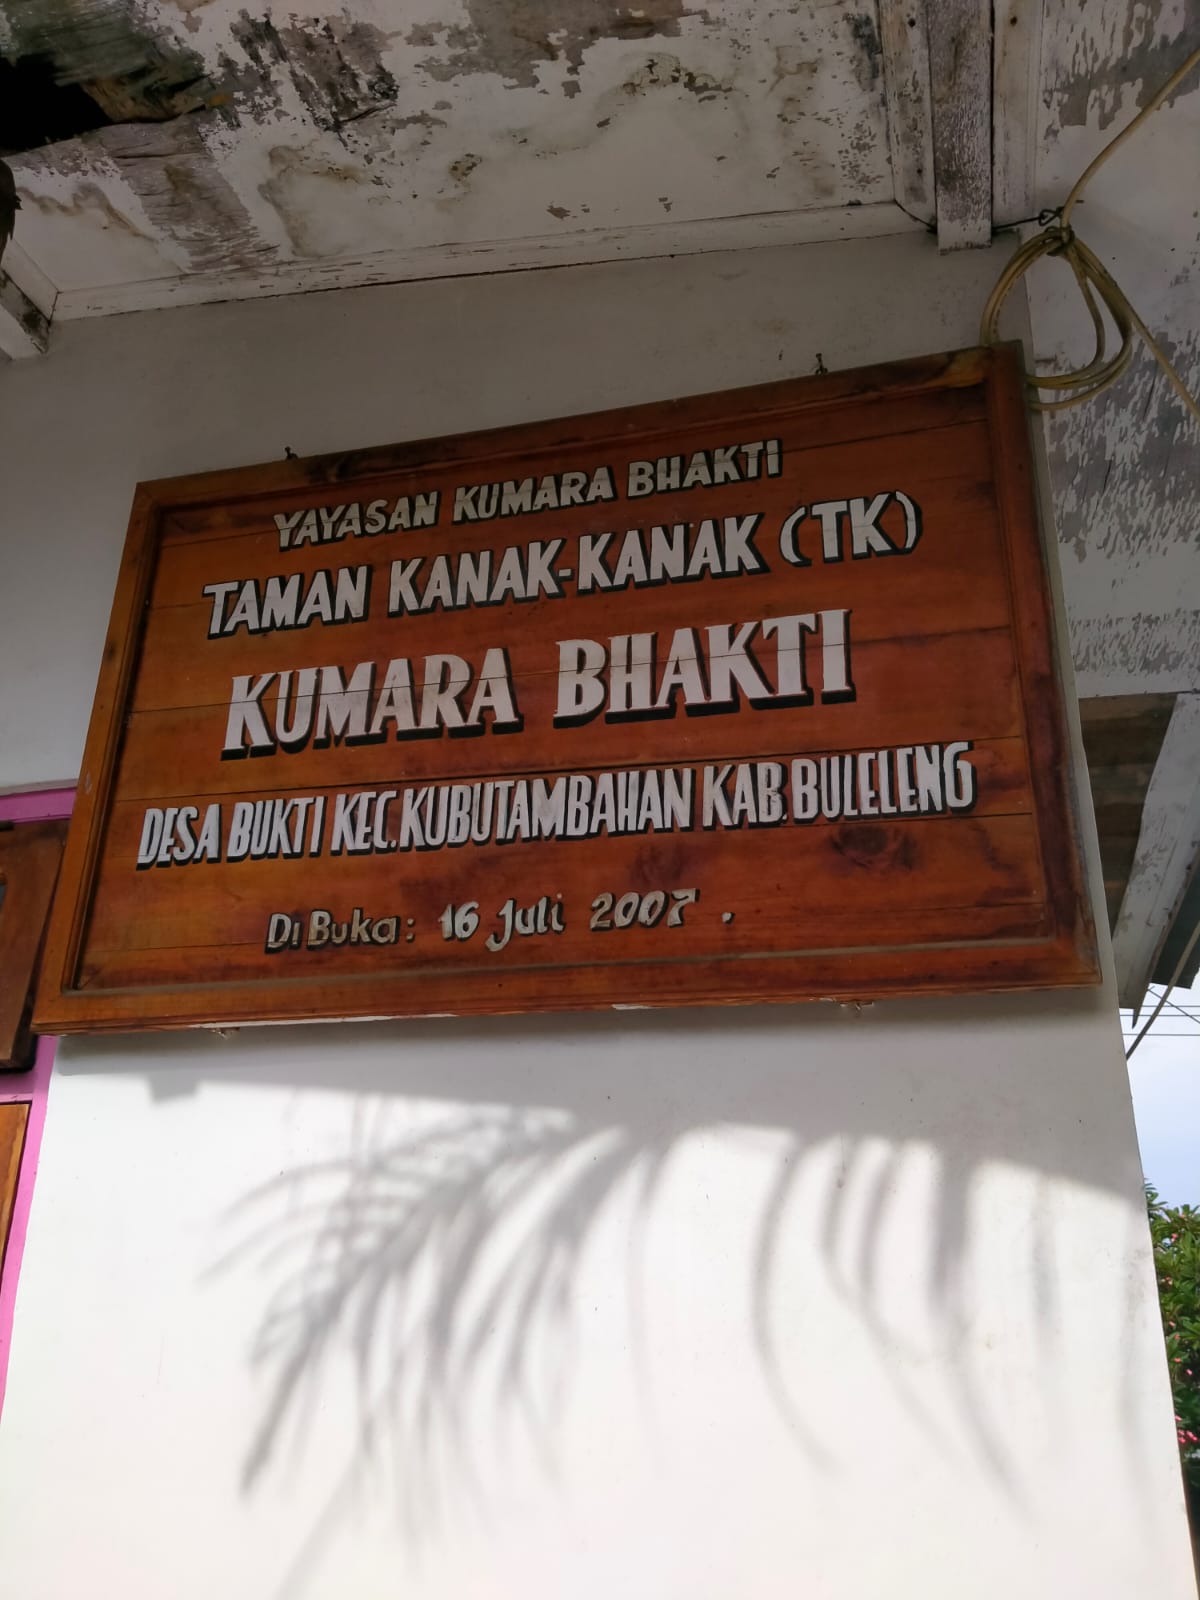 YAYASAN KUMARA BHAKTI
TAMAN KANAK-KANAK (TK)
KUMARA BHAKTI
DESA BUKTI KEC.KUBUTAMBAHAN KAB.BULELENG
Di Buka: 16 Juli 2007 .